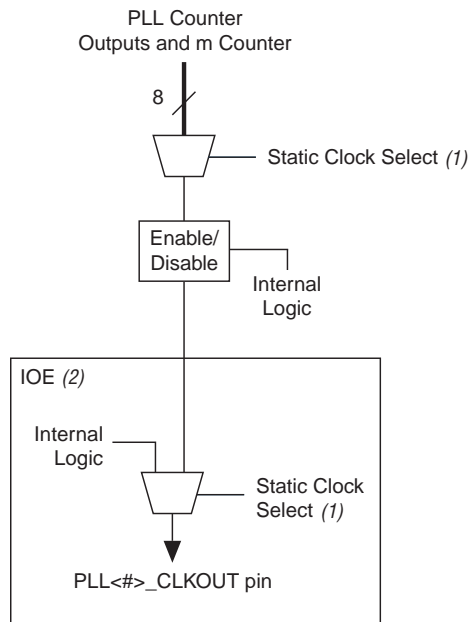 PLL Counter
Outputs and m Counter
8
Static Clock Select (1)
Enable/
Disable
Internal
Logic
IOE (2)
Internal
Logic
Static Clock
Select (1)
PLL<#>_CLKOUT pin